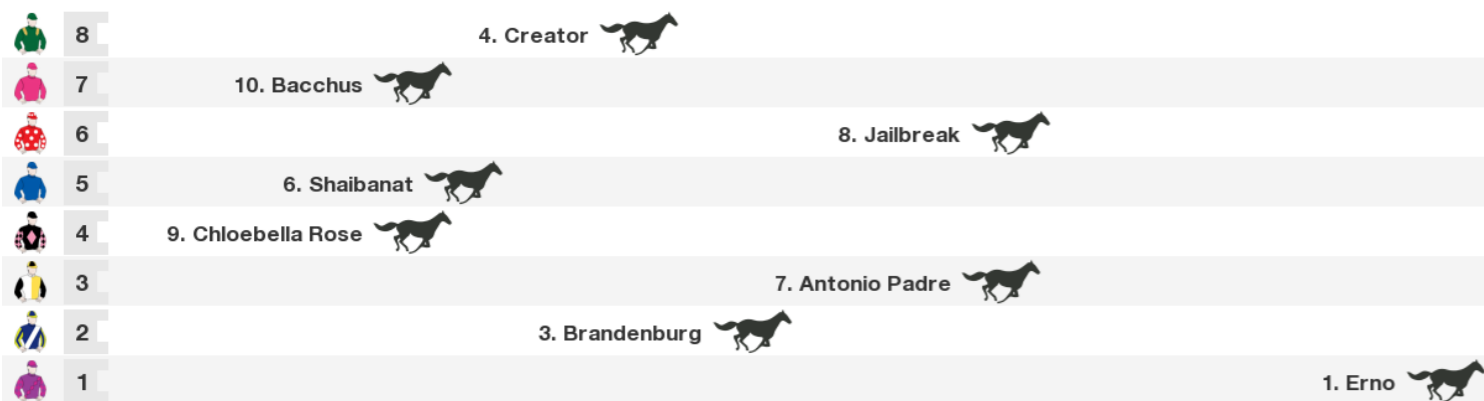 8 4. Creator
7 10. Bacchus
6 8. Jailbreak
5 6. Shaibanat
4 9. Chloebella Rose
3 7. Antonio Padre
2 3. Brandenburg
1 1. Erno